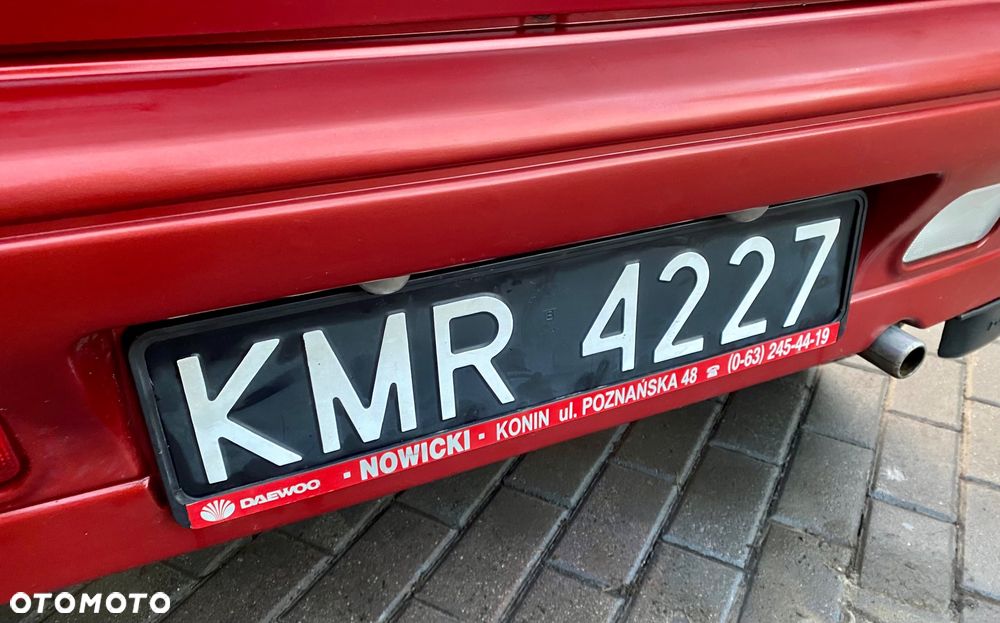 KMR 4227
DAEWOO - NOWICKI - KONIN ul. POZNAŃSKA 48 ☎ (0-63) 245-44-19
OTOMOTO